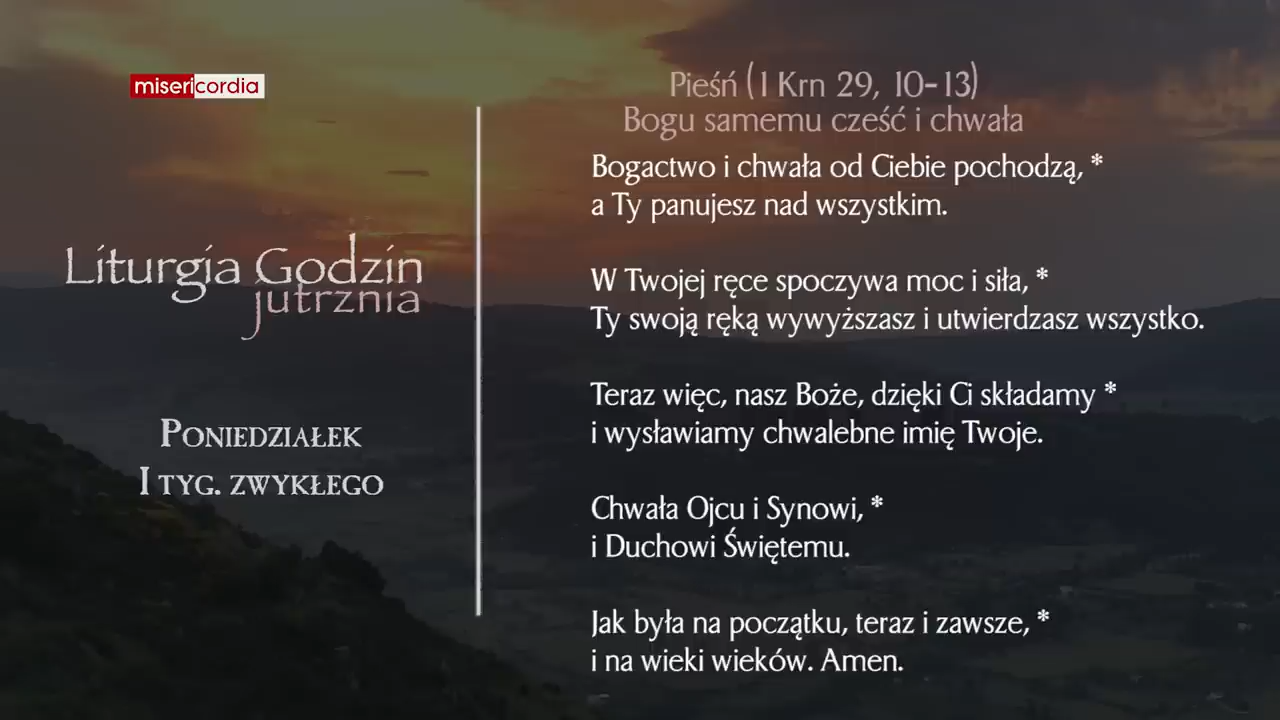 misericordia
Liturgia Godzin
jutrznia
Poniedziałek
I tyg. zwykłego
Pieśń (1 Krn 29, 10-13)
Bogu samemu cześć i chwała
Bogactwo i chwała od Ciebie pochodzą, *
a Ty panujesz nad wszystkim.
W Twojej ręce spoczywa moc i siła, *
Ty swoją ręką wywyższasz i utwierdzasz wszystko.
Teraz więc, nasz Boże, dzięki Ci składamy *
i wysławiamy chwalebne imię Twoje.
Chwała Ojcu i Synowi, *
i Duchowi Świętemu.
Jak była na początku, teraz i zawsze, *
i na wieki wieków. Amen.